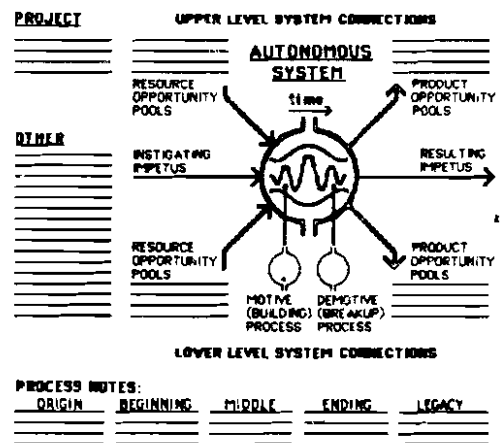 PROJECT
UPPER LEVEL SYSTEM CONNECTIONS
AUTONOMOUS
SYSTEM
RESOURCE
OPPORTUNITY
POOLS
time
PRODUCT
OPPORTUNITY
POOLS
OTHER
INSTIGATING
IMPETUS
RESULTING
IMPETUS
RESOURCE
OPPORTUNITY
POOLS
PRODUCT
OPPORTUNITY
POOLS
MOTIVE
(BUILDING)
PROCESS
DEMOTIVE
(BREAKUP)
PROCESS
LOWER LEVEL SYSTEM CONNECTIONS
PROCESS NOTES:
ORIGIN BEGINNING MIDDLE ENDING LEGACY